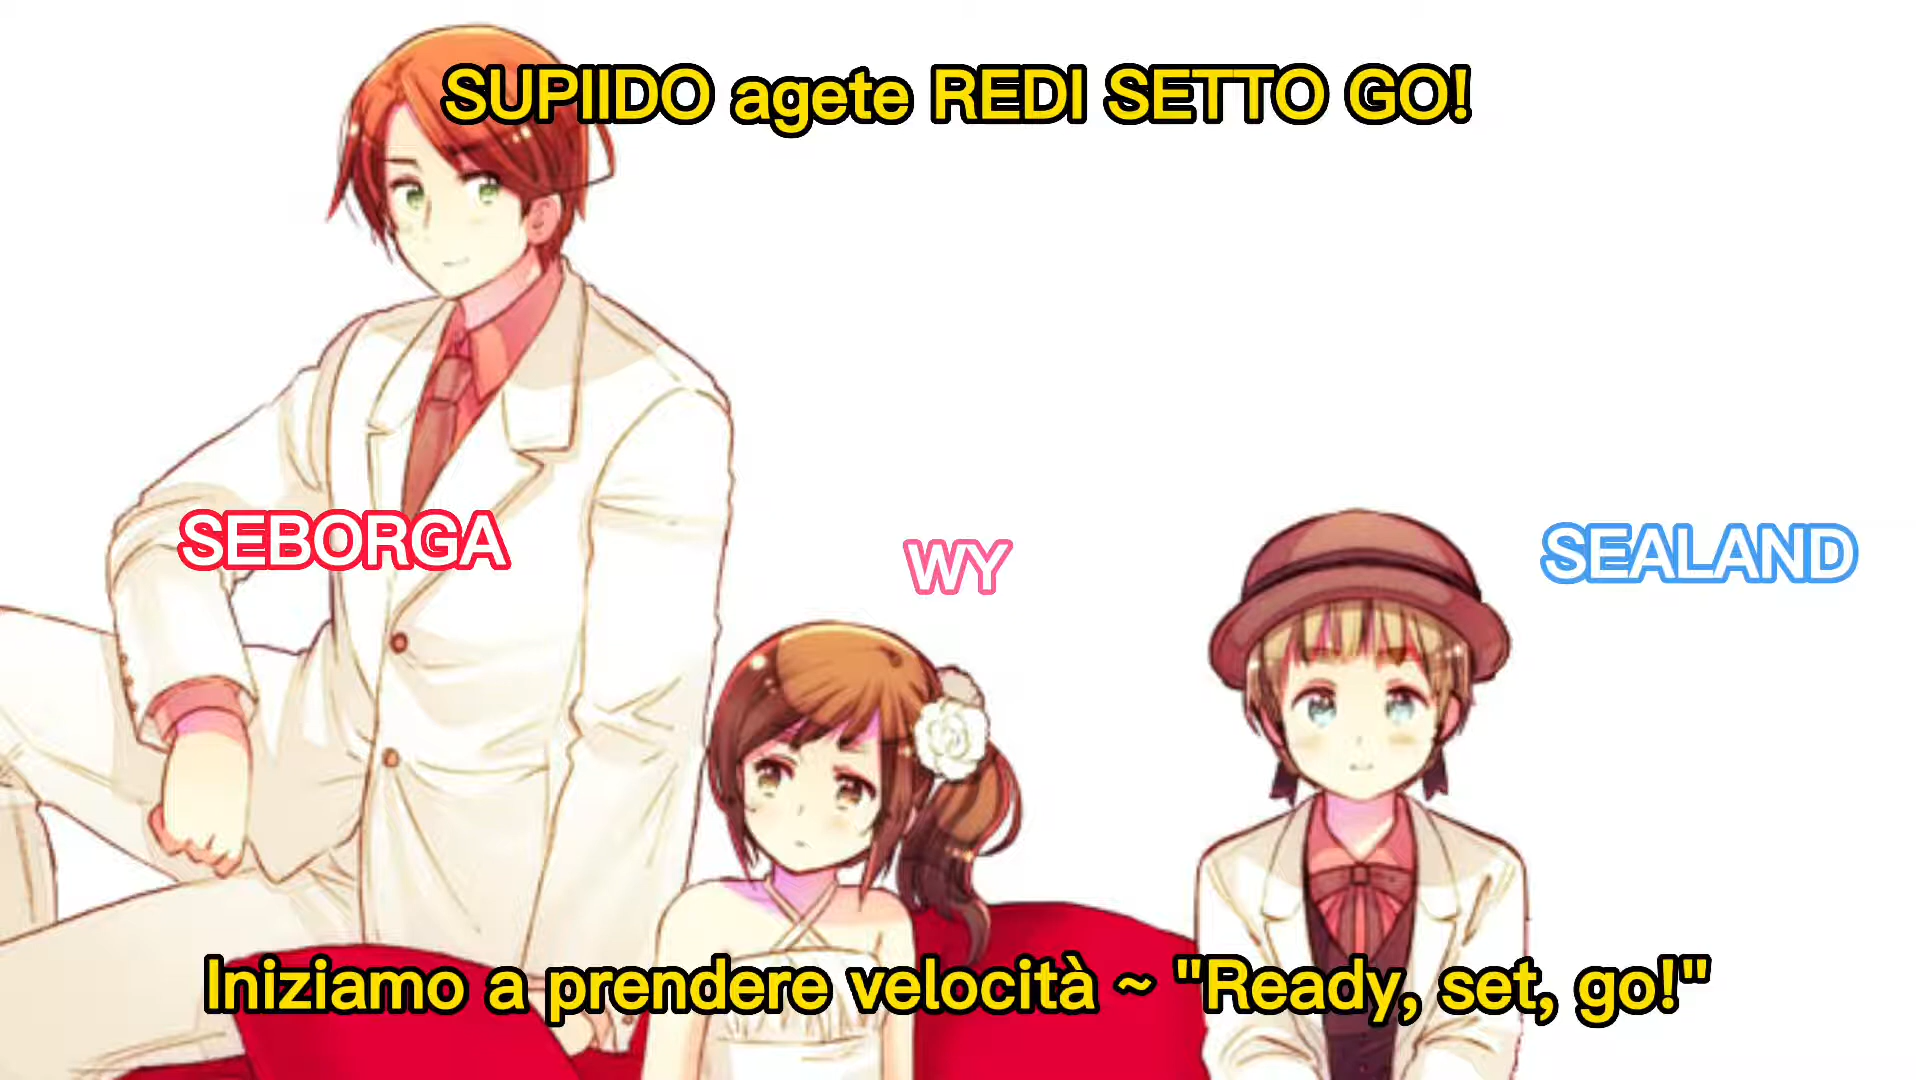 SUPIIDO agete REDI SETTO GO!
SEBORGA
WY
SEALAND
Iniziamo a prendere velocità ~ "Ready, set, go!"